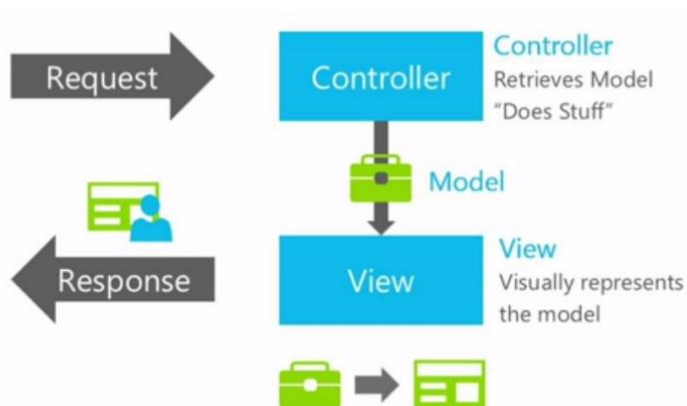 Request
Controller
Controller
Retrieves Model
"Does Stuff"
Model
Response
View
View
Visually represents
the model